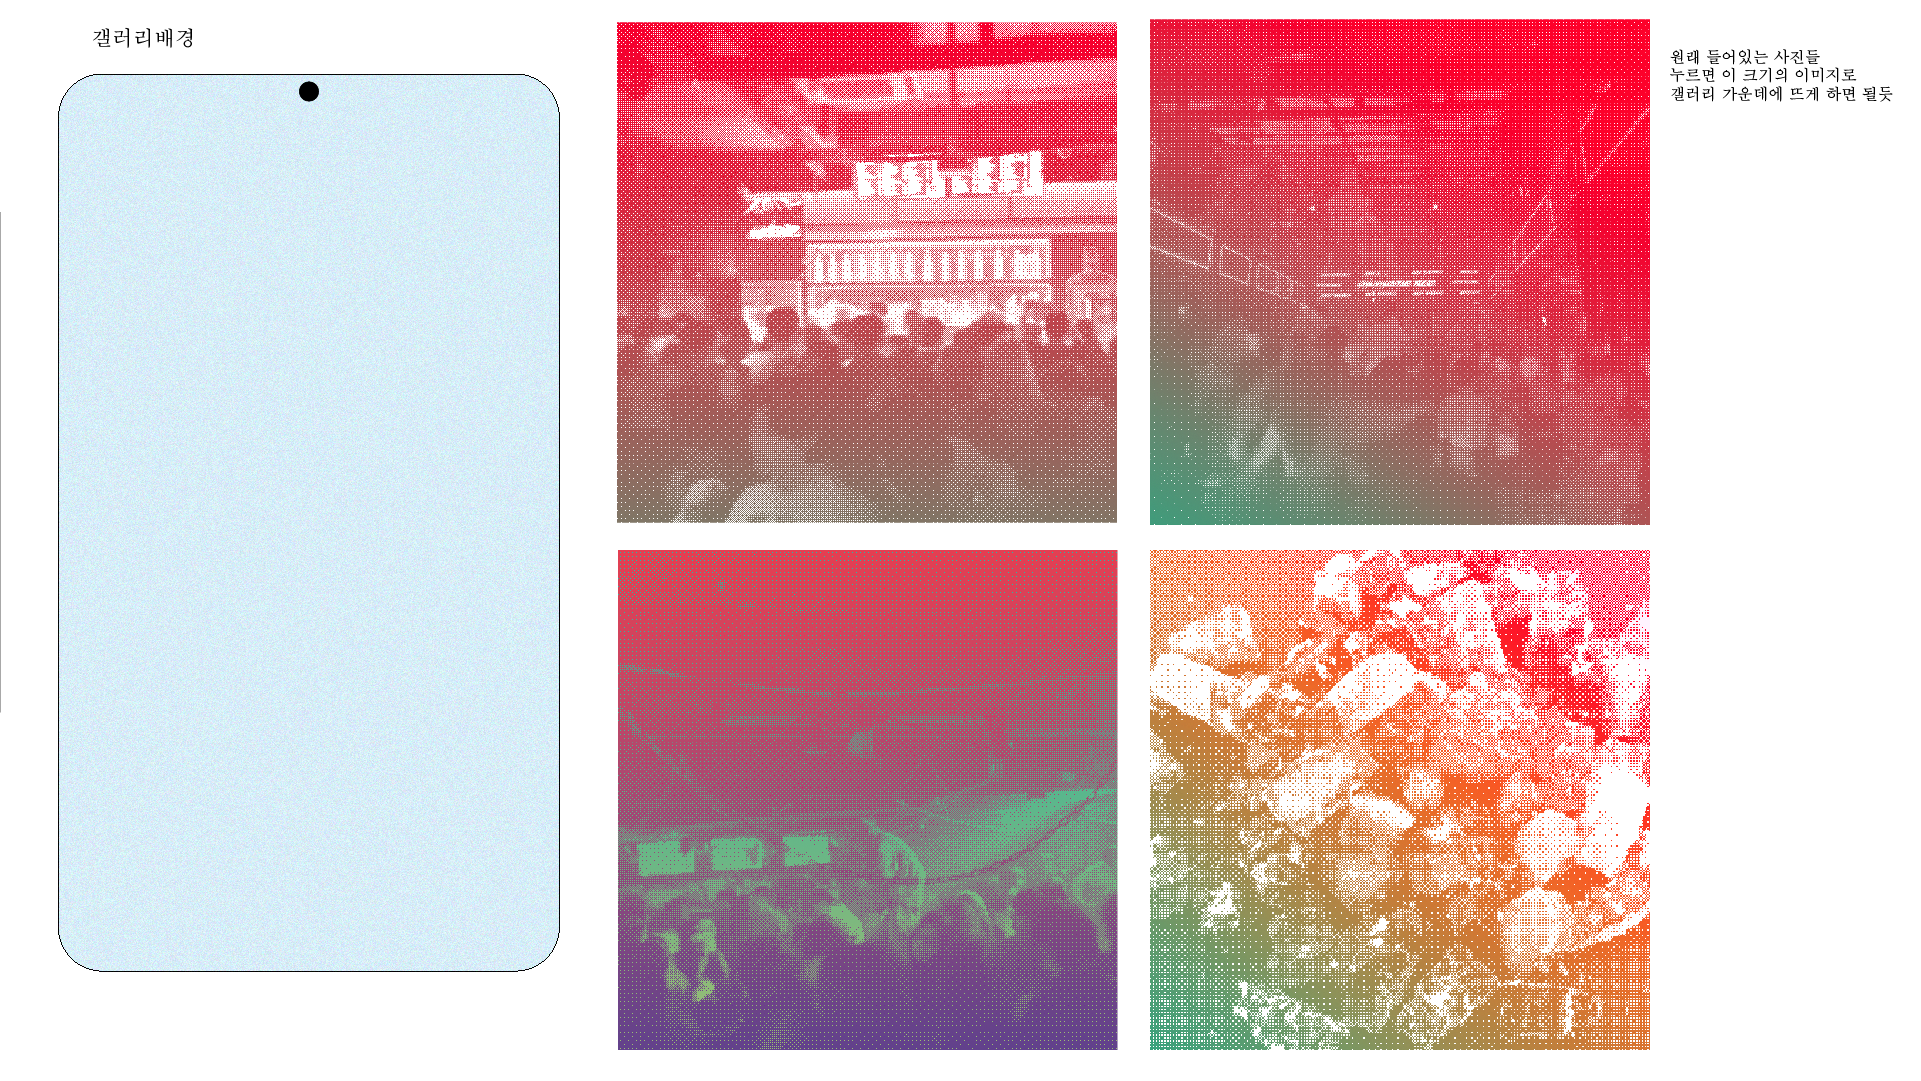 갤러리배경
원래 들어있는 사진들
누르면 이 크기의 이미지로
갤러리 가운데에 뜨게 하면 될듯